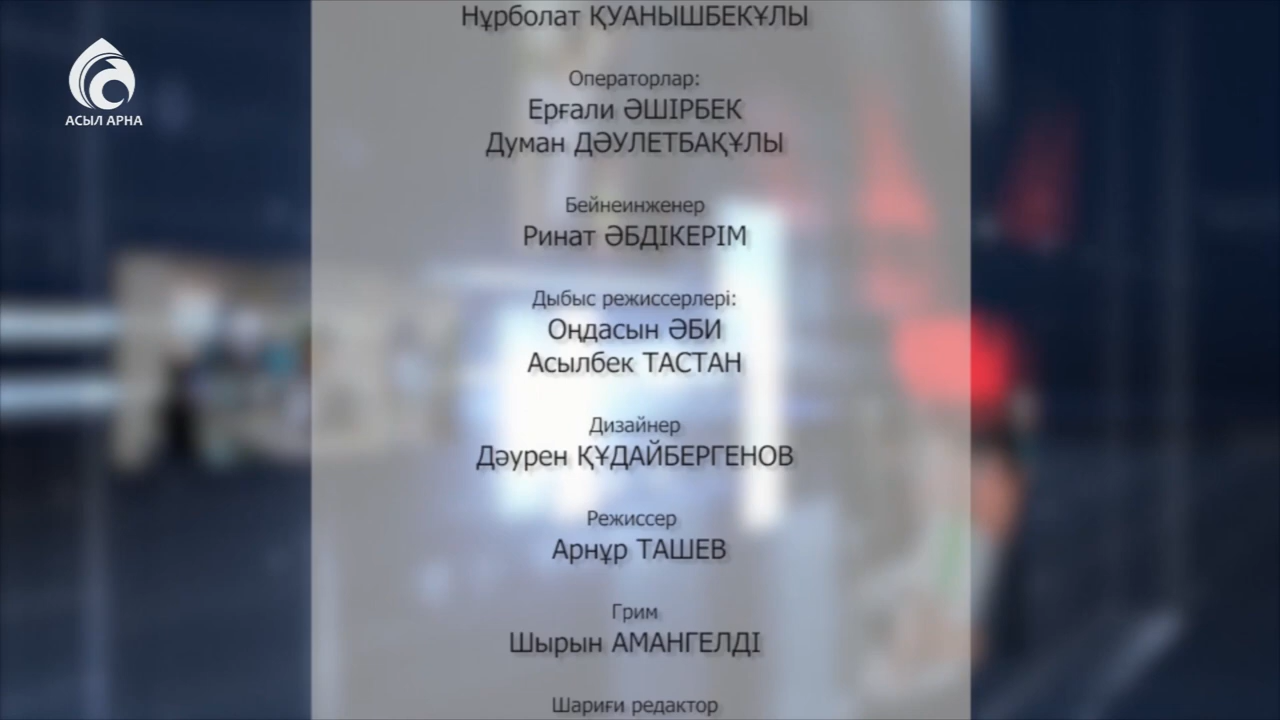 Нұрболат ҚУАНЫШБЕКҰЛЫ
АСЫЛ АРНА
Операторлар:
Ерғали ӘШІРБЕК
Думан ДӘУЛЕТБАҚҰЛЫ
Бейнеинженер
Ринат ӘБДІКЕРІМ
Дыбыс режиссерлері:
Оңдасын ӘБИ
Асылбек ТАСТАН
Дизайнер
Дәурен ҚҰДАЙБЕРГЕНОВ
Режиссер
Арнұр ТАШЕВ
Грим
Шырын АМАНГЕЛДІ
Шариғи редактор